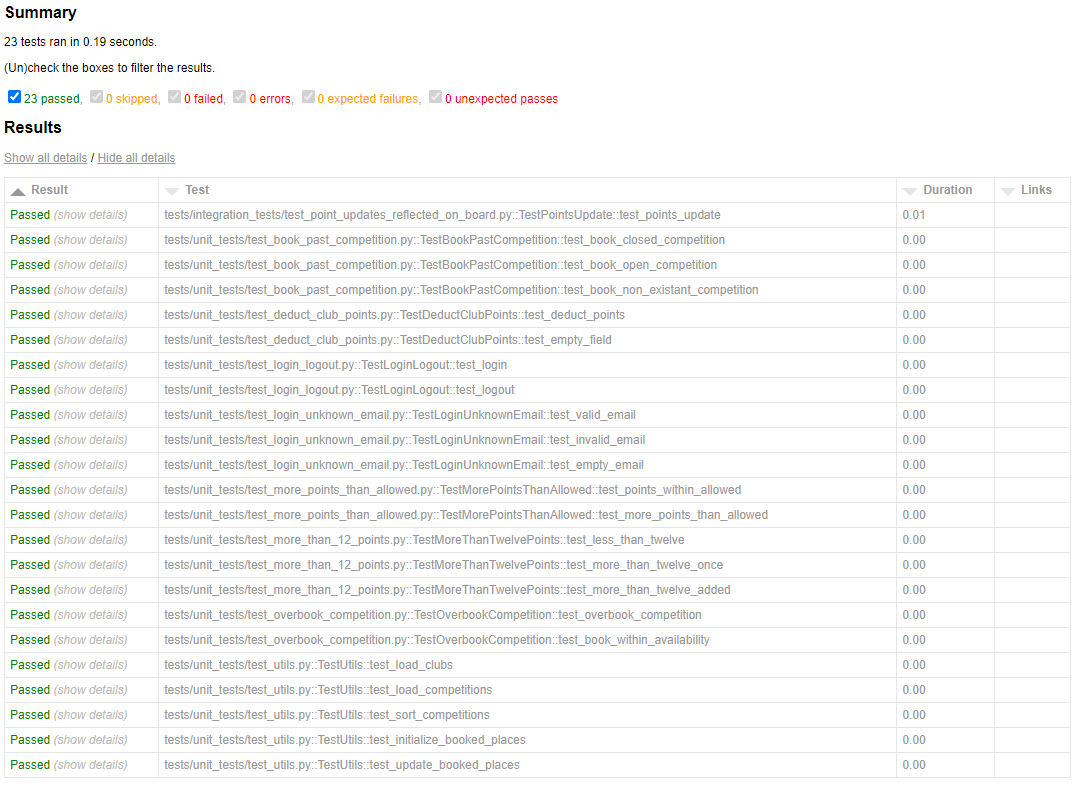 Summary
23 tests ran in 0.19 seconds.
(Un)check the boxes to filter the results.
23 passed, 0 skipped, 0 failed, 0 errors, 0 expected failures, 0 unexpected passes
Results
Show all details / Hide all details
Result Test Duration Links
Passed (show details) tests/integration_tests/test_point_updates_reflected_on_board.py::TestPointsUpdate::test_points_update 0.01
Passed (show details) tests/unit_tests/test_book_past_competition.py::TestBookPastCompetition::test_book_closed_competition 0.00
Passed (show details) tests/unit_tests/test_book_past_competition.py::TestBookPastCompetition::test_book_open_competition 0.00
Passed (show details) tests/unit_tests/test_book_past_competition.py::TestBookPastCompetition::test_book_non_existant_competition 0.00
Passed (show details) tests/unit_tests/test_deduct_club_points.py::TestDeductClubPoints::test_deduct_points 0.00
Passed (show details) tests/unit_tests/test_deduct_club_points.py::TestDeductClubPoints::test_empty_field 0.00
Passed (show details) tests/unit_tests/test_login_logout.py::TestLoginLogout::test_login 0.00
Passed (show details) tests/unit_tests/test_login_logout.py::TestLoginLogout::test_logout 0.00
Passed (show details) tests/unit_tests/test_login_unknown_email.py::TestLoginUnknownEmail::test_valid_email 0.00
Passed (show details) tests/unit_tests/test_login_unknown_email.py::TestLoginUnknownEmail::test_invalid_email 0.00
Passed (show details) tests/unit_tests/test_login_unknown_email.py::TestLoginUnknownEmail::test_empty_email 0.00
Passed (show details) tests/unit_tests/test_more_points_than_allowed.py::TestMorePointsThanAllowed::test_points_within_allowed 0.00
Passed (show details) tests/unit_tests/test_more_points_than_allowed.py::TestMorePointsThanAllowed::test_more_points_than_allowed 0.00
Passed (show details) tests/unit_tests/test_more_than_12_points.py::TestMoreThanTwelvePoints::test_less_than_twelve 0.00
Passed (show details) tests/unit_tests/test_more_than_12_points.py::TestMoreThanTwelvePoints::test_more_than_twelve_once 0.00
Passed (show details) tests/unit_tests/test_more_than_12_points.py::TestMoreThanTwelvePoints::test_more_than_twelve_added 0.00
Passed (show details) tests/unit_tests/test_overbook_competition.py::TestOverbookCompetition::test_overbook_competition 0.00
Passed (show details) tests/unit_tests/test_overbook_competition.py::TestOverbookCompetition::test_book_within_availability 0.00
Passed (show details) tests/unit_tests/test_utils.py::TestUtils::test_load_clubs 0.00
Passed (show details) tests/unit_tests/test_utils.py::TestUtils::test_load_competitions 0.00
Passed (show details) tests/unit_tests/test_utils.py::TestUtils::test_sort_competitions 0.00
Passed (show details) tests/unit_tests/test_utils.py::TestUtils::test_initialize_booked_places 0.00
Passed (show details) tests/unit_tests/test_utils.py::TestUtils::test_update_booked_places 0.00